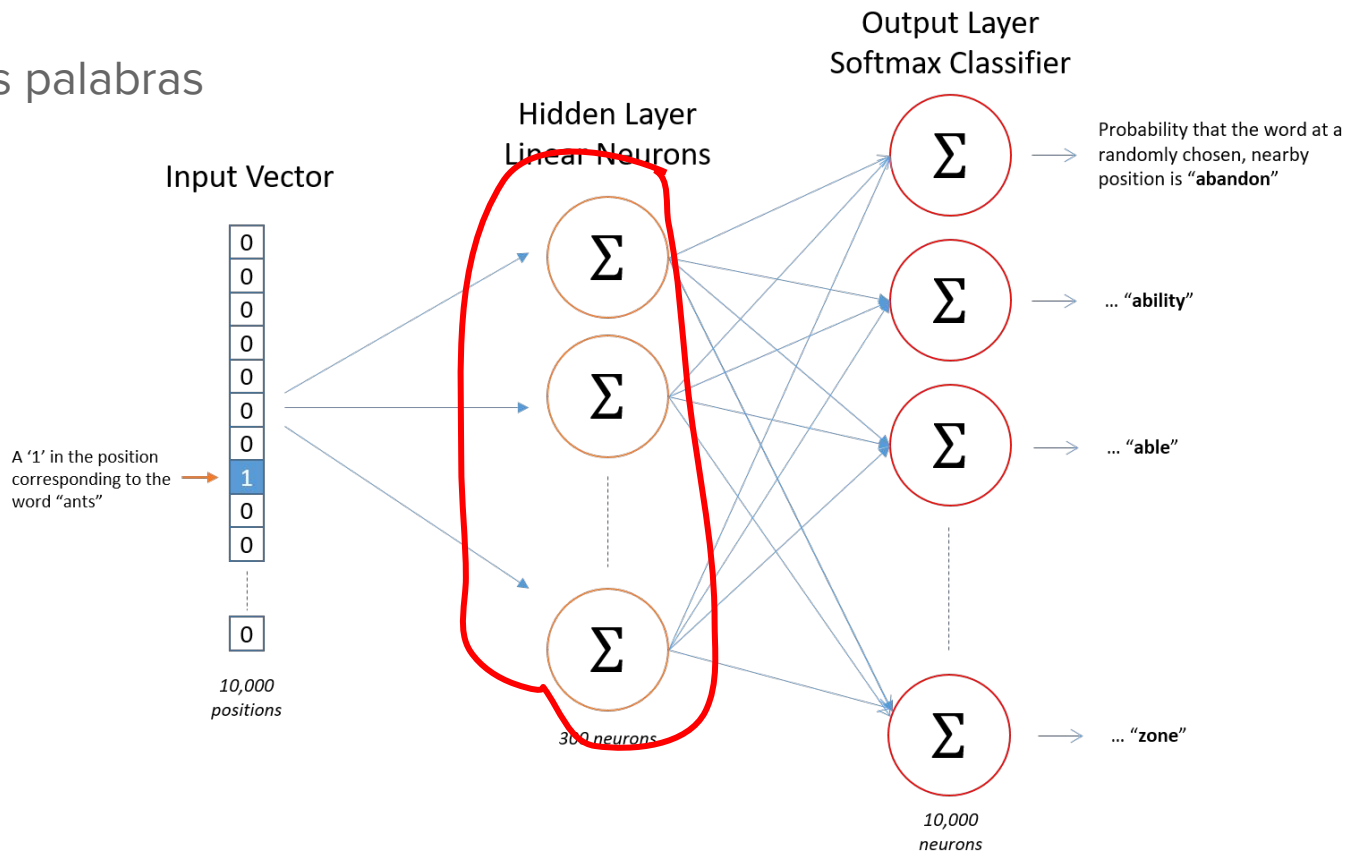 s palabras
Output Layer
Softmax Classifier
Hidden Layer
Linear Neurons
Input Vector
0
0
0
0
0
0
0
1
0
0
0
A ‘1’ in the position
corresponding to the
word “ants”
10,000
positions
Σ
Σ
Σ
300 neurons
Σ
Σ
Σ
Σ
10,000
neurons
Probability that the word at a
randomly chosen, nearby
position is “abandon”
... “ability”
... “able”
... “zone”